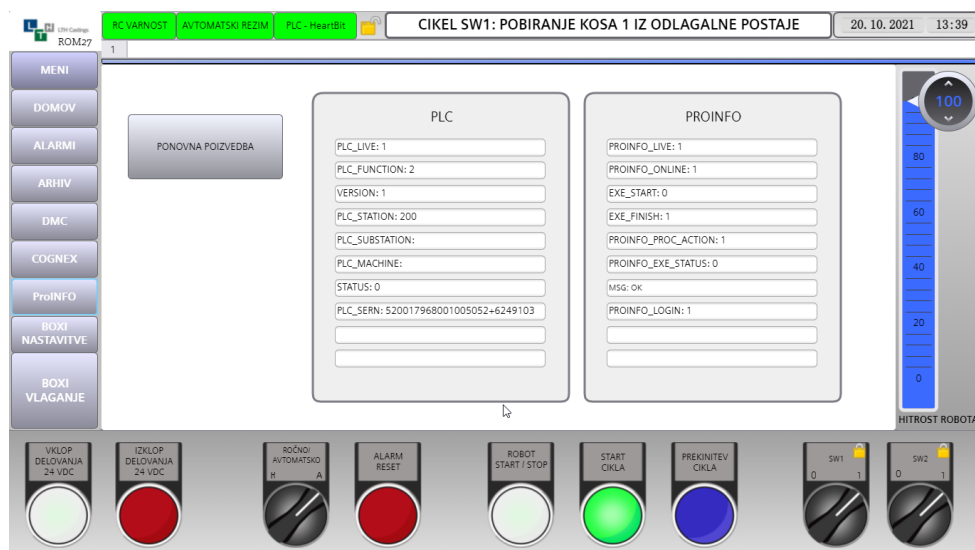 LTH Castings
ROM27
RC VARNOST
AVTOMATSKI REZIM
PLC - HeartBit
CIKEL SW1: POBIRANJE KOSA 1 IZ ODLAGALNE POSTAJE
20. 10. 2021 13:39
1
MENI
DOMOV
ALARMI
ARHIV
DMC
COGNEX
ProINFO
BOXI
NASTAVITVE
BOXI
VLAGANJE
PONOVNA POIZVEDBA
PLC
PLC_LIVE: 1
PLC_FUNCTION: 2
VERSION: 1
PLC_STATION: 200
PLC_SUBSTATION:
PLC_MACHINE:
STATUS: 0
PLC_SERN: 520017968001005052+6249103
PROINFO
PROINFO_LIVE: 1
PROINFO_ONLINE: 1
EXE_START: 0
EXE_FINISH: 1
PROINFO_PROC_ACTION: 1
PROINFO_EXE_STATUS: 0
MSG: OK
PROINFO_LOGIN: 1
100
80
60
40
20
0
HITROST ROBOTA
VKLOP
DELOVANJA
24 VDC
IZKLOP
DELOVANJA
24 VDC
ROČNO/
AVTOMATSKO
H A
ALARM
RESET
ROBOT
START / STOP
START
CIKLA
PREKINITEV
CIKLA
SW1
0 1
SW2
0 1